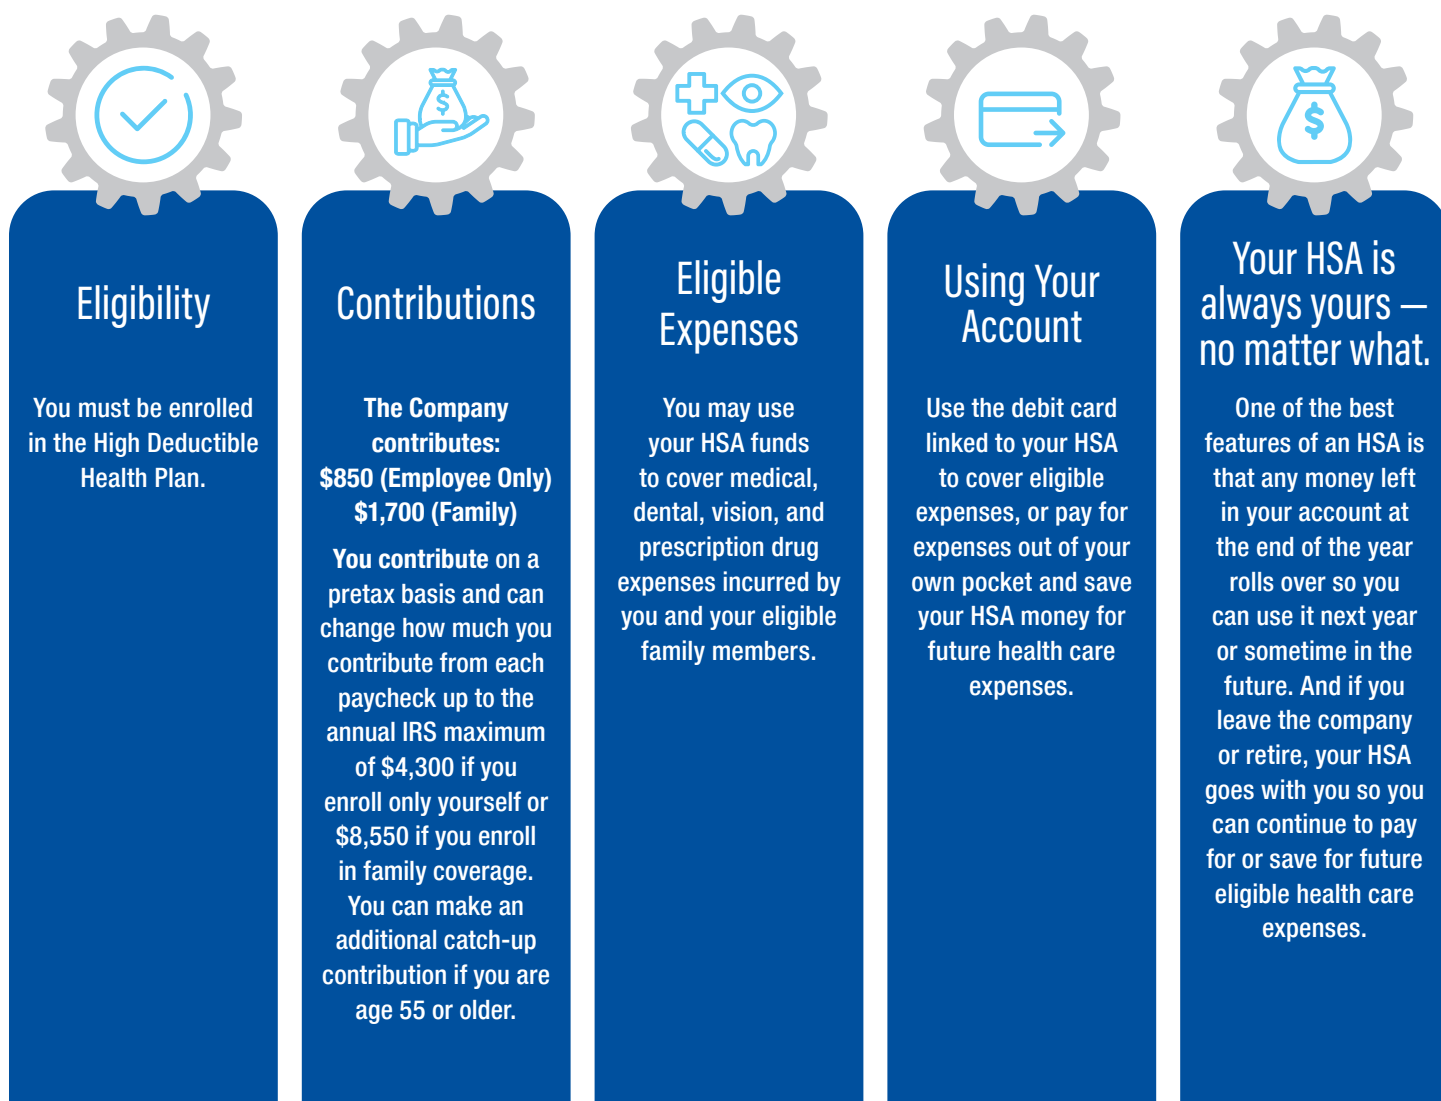 Eligibility
You must be enrolled
in the High Deductible
Health Plan.
Contributions
The Company
contributes:
$850 (Employee Only)
$1,700 (Family)
You contribute on a
pretax basis and can
change how much you
contribute from each
paycheck up to the
annual IRS maximum
of $4,300 if you
enroll only yourself or
$8,550 if you enroll
in family coverage.
You can make an
additional catch-up
contribution if you are
age 55 or older.
Eligible
Expenses
You may use
your HSA funds
to cover medical,
dental, vision, and
prescription drug
expenses incurred by
you and your eligible
family members.
Using Your
Account
Use the debit card
linked to your HSA
to cover eligible
expenses, or pay for
expenses out of your
own pocket and save
your HSA money for
future health care
expenses.
Your HSA is
always yours —
no matter what.
One of the best
features of an HSA is
that any money left
in your account at
the end of the year
rolls over so you
can use it next year
or sometime in the
future. And if you
leave the company
or retire, your HSA
goes with you so you
can continue to pay
for or save for future
eligible health care
expenses.